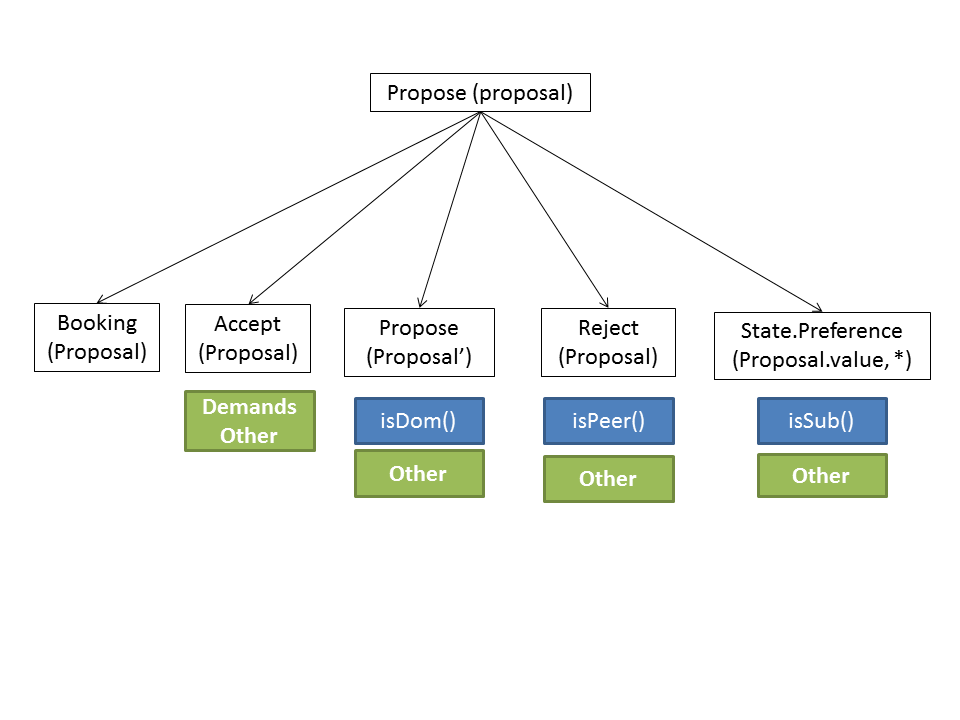 Propose (proposal)
Booking
(Proposal)
Accept
(Proposal)
Propose
(Proposal’)
Reject
(Proposal)
State.Preference
(Proposal.value, *)
Demands
Other
isDom()
Other
isPeer()
Other
isSub()
Other